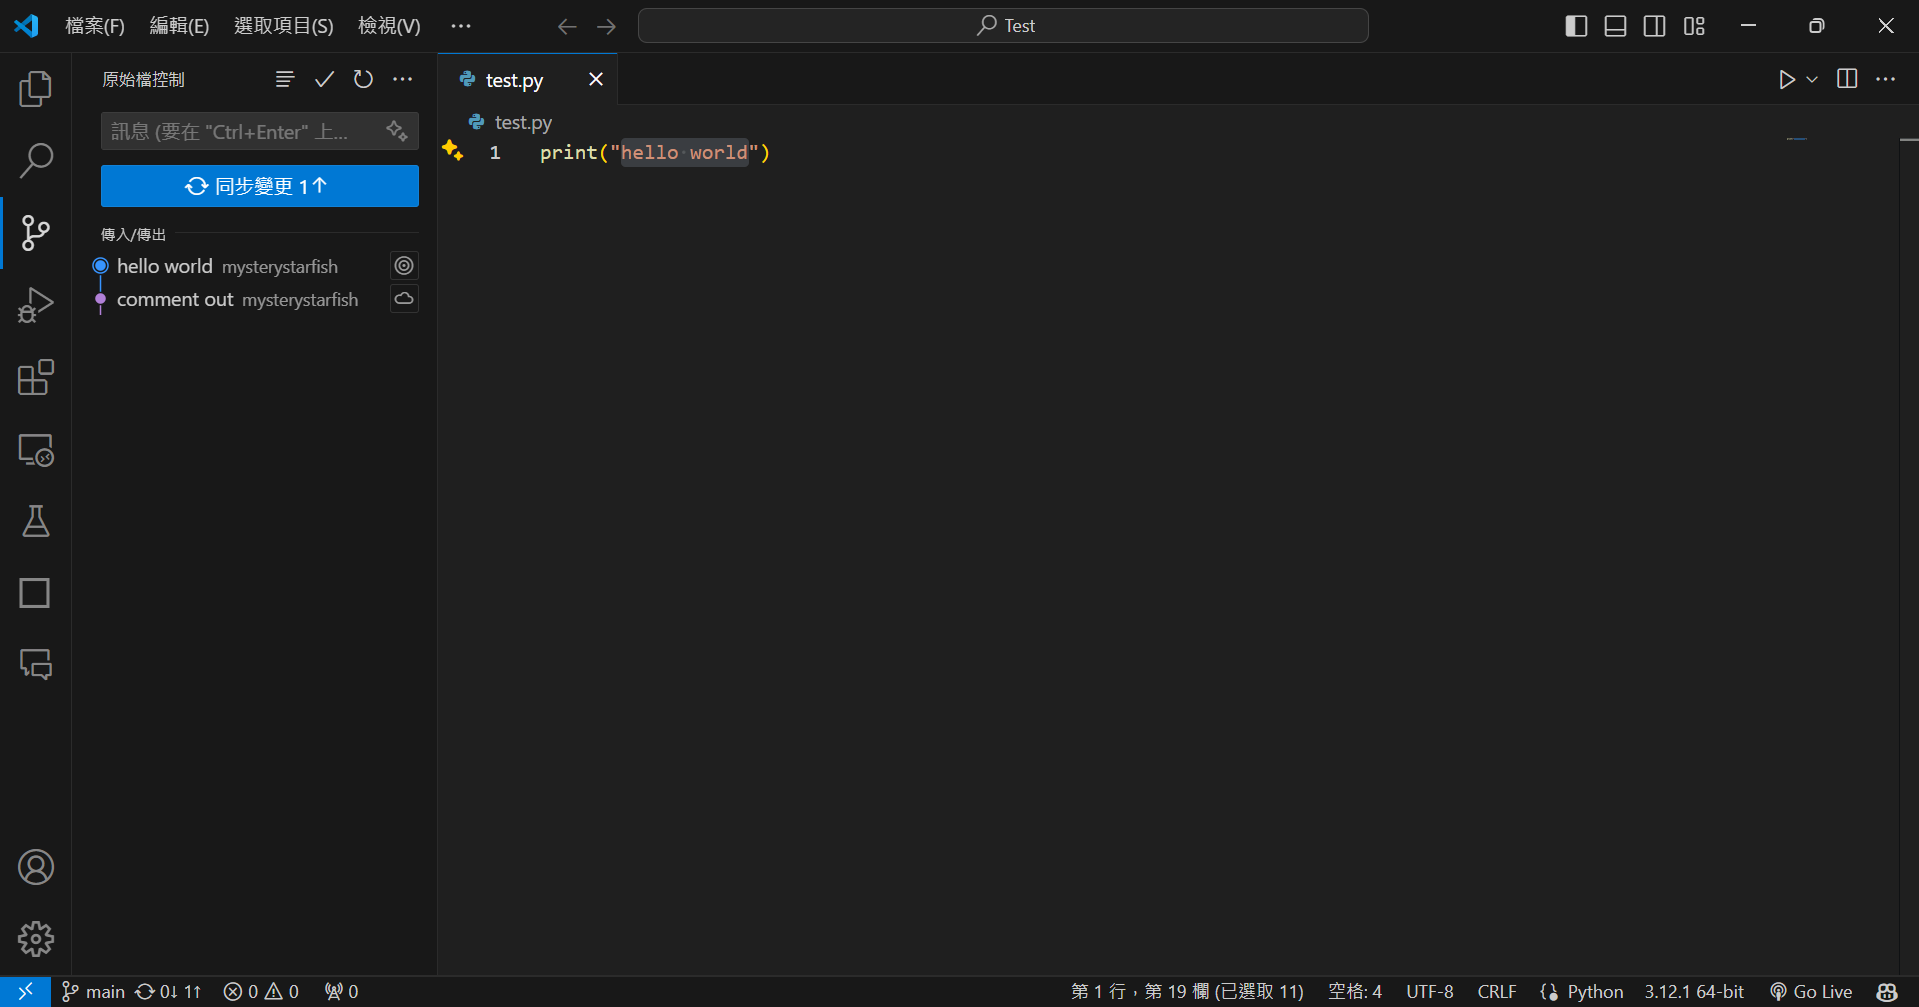 檔案(F) 編輯(E) 選取項目(S) 檢視(V) ··· Test
原始檔控制
訊息 (要在 "Ctrl+Enter" 上...
同步變更 1↑
傳入/傳出
hello world mysterystarfish
comment out mysterystarfish
test.py
test.py
1 print("hello world")
main 0↓ 1↑ 0 0 0 第 1 行，第 19 欄 (已選取 11) 空格: 4 UTF-8 CRLF {} Python 3.12.1 64-bit Go Live